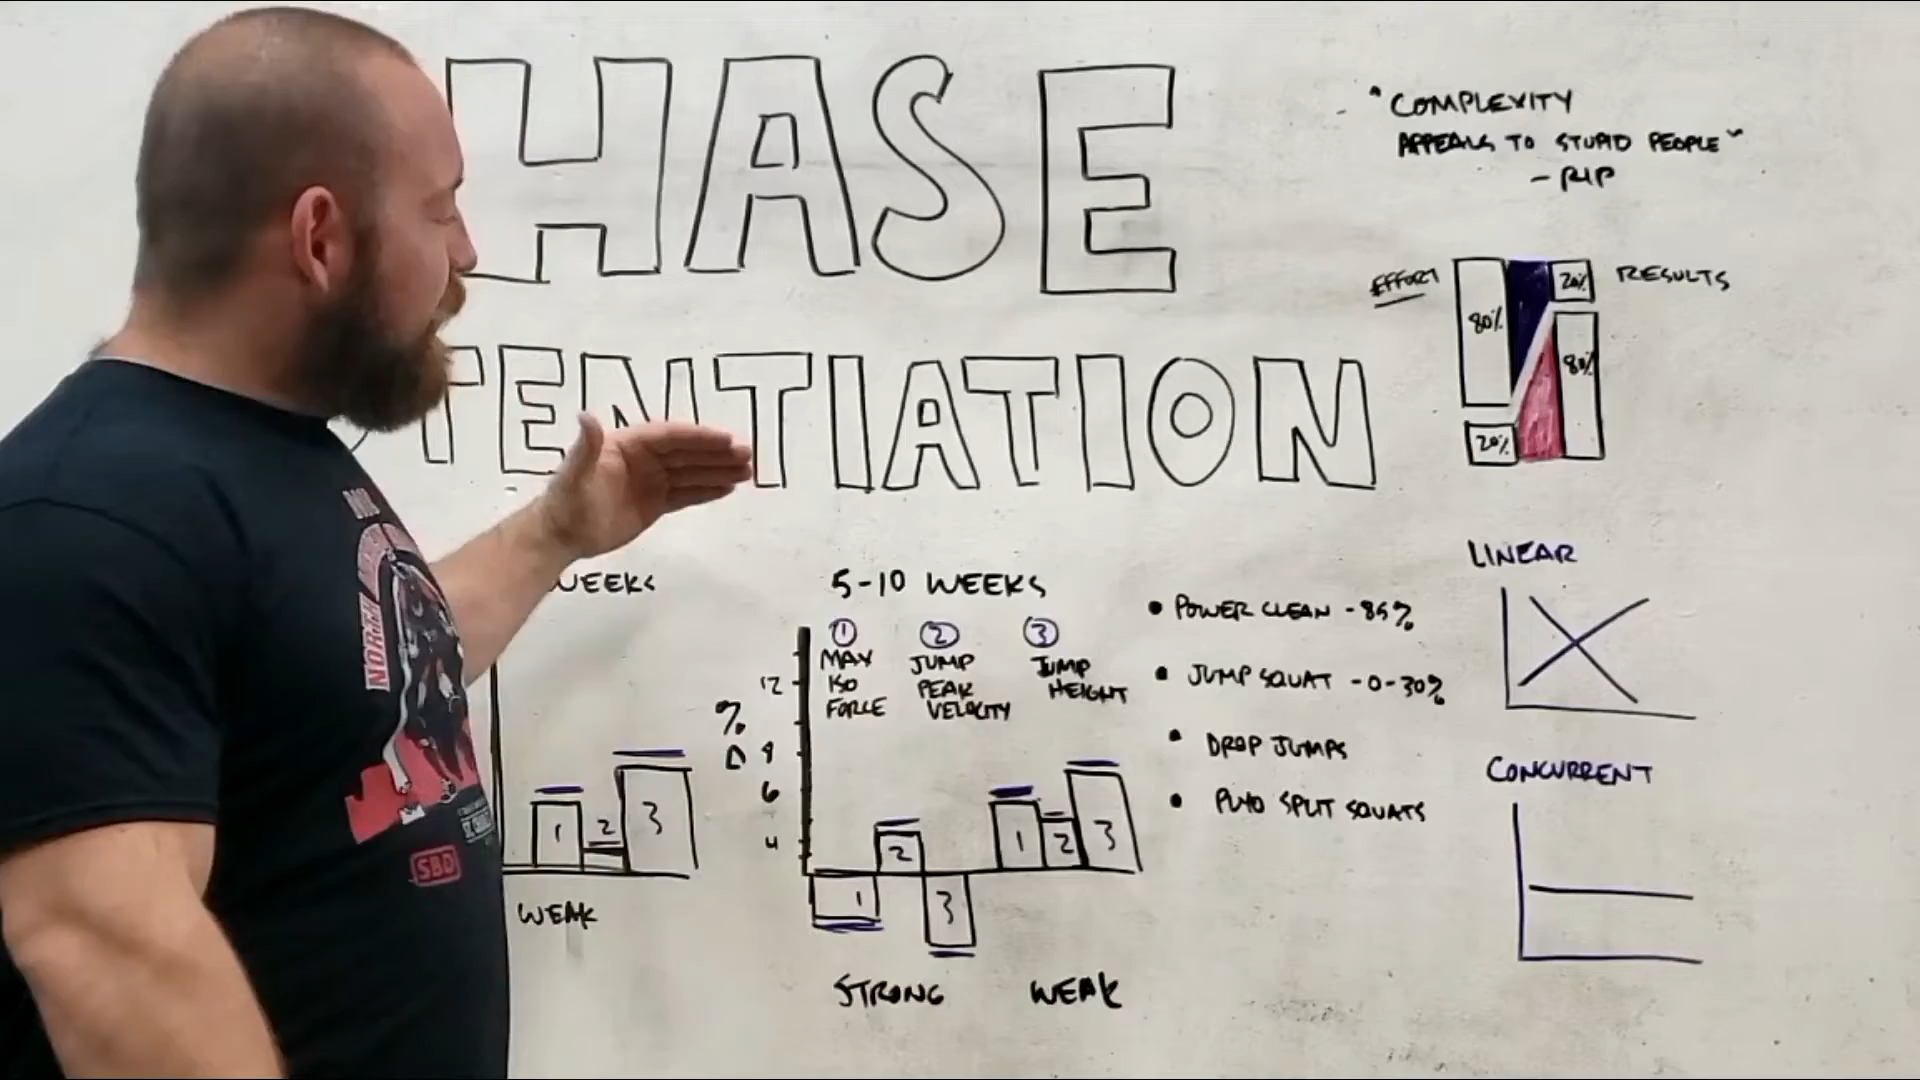 HASE
TENTIATION
"COMPLEXITY
APPEALS TO STUPID PEOPLE"
- RIP
EFFORT
80%
20%
20%
80%
RESULTS
WEEKS
1
2
3
WEAK
5-10 WEEKS
1
MAX
ISO
FORCE
2
JUMP
PEAK
VELOCITY
3
JUMP
HEIGHT
% Δ
12
8
6
4
1
2
3
1
2
3
STRONG
WEAK
• POWER CLEAN - 85%
• JUMP SQUAT - 0-30%
• DROP JUMPS
• PLYO SPLIT SQUATS
LINEAR
CONCURRENT
NORTH
SBD